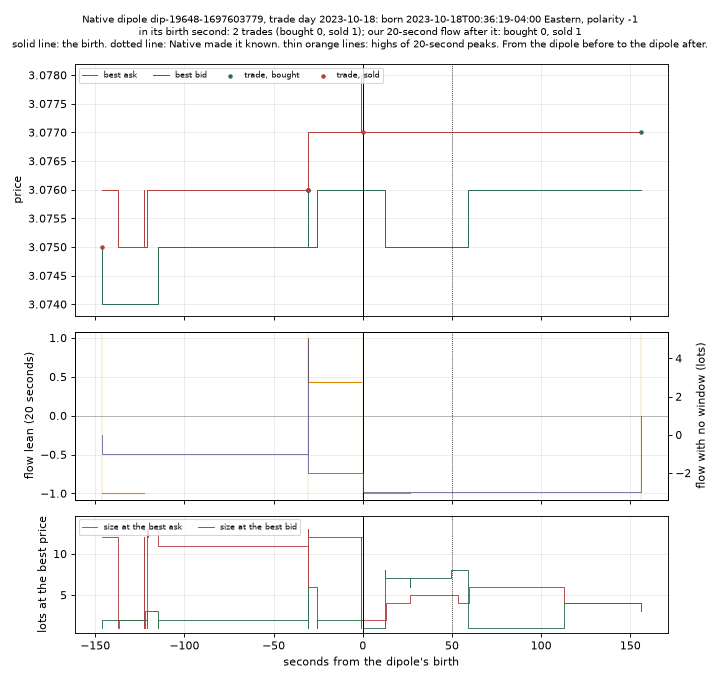 Native dipole dip-19648-1697603779, trade day 2023-10-18: born 2023-10-18T00:36:19-04:00 Eastern, polarity -1
in its birth second: 2 trades (bought 0, sold 1); our 20-second flow after it: bought 0, sold 1
solid line: the birth. dotted line: Native made it known. thin orange lines: highs of 20-second peaks. From the dipole before to the dipole after.
best ask
best bid
trade, bought
trade, sold
3.0780
3.0775
3.0770
3.0765
3.0760
3.0755
3.0750
3.0745
3.0740
price
1.0
0.5
0.0
−0.5
−1.0
flow lean (20 seconds)
4
2
0
−2
flow with no window (lots)
size at the best ask
size at the best bid
10
5
lots at the best price
−150
−100
−50
0
50
100
150
seconds from the dipole's birth